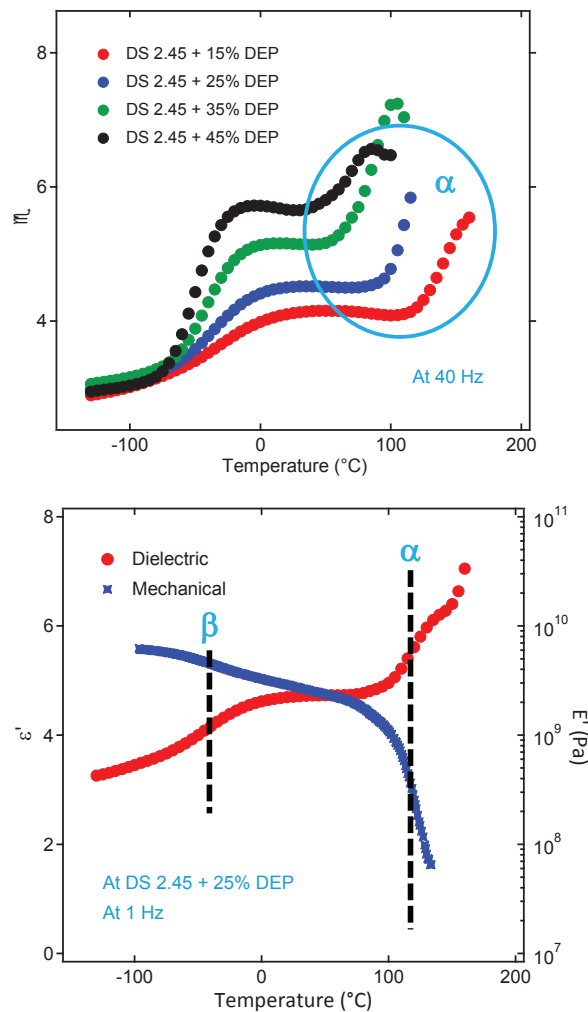 8
DS 2.45 + 15% DEP
DS 2.45 + 25% DEP
DS 2.45 + 35% DEP
DS 2.45 + 45% DEP
6
4
α
At 40 Hz
-100 0 100 200
Temperature (°C)
8
6
4
2
0
ε'
Dielectric
Mechanical
β
α
At DS 2.45 + 25% DEP
At 1 Hz
10¹¹
10¹⁰
10⁹
10⁸
10⁷
E' (Pa)
-100 0 100 200
Temperature (°C)